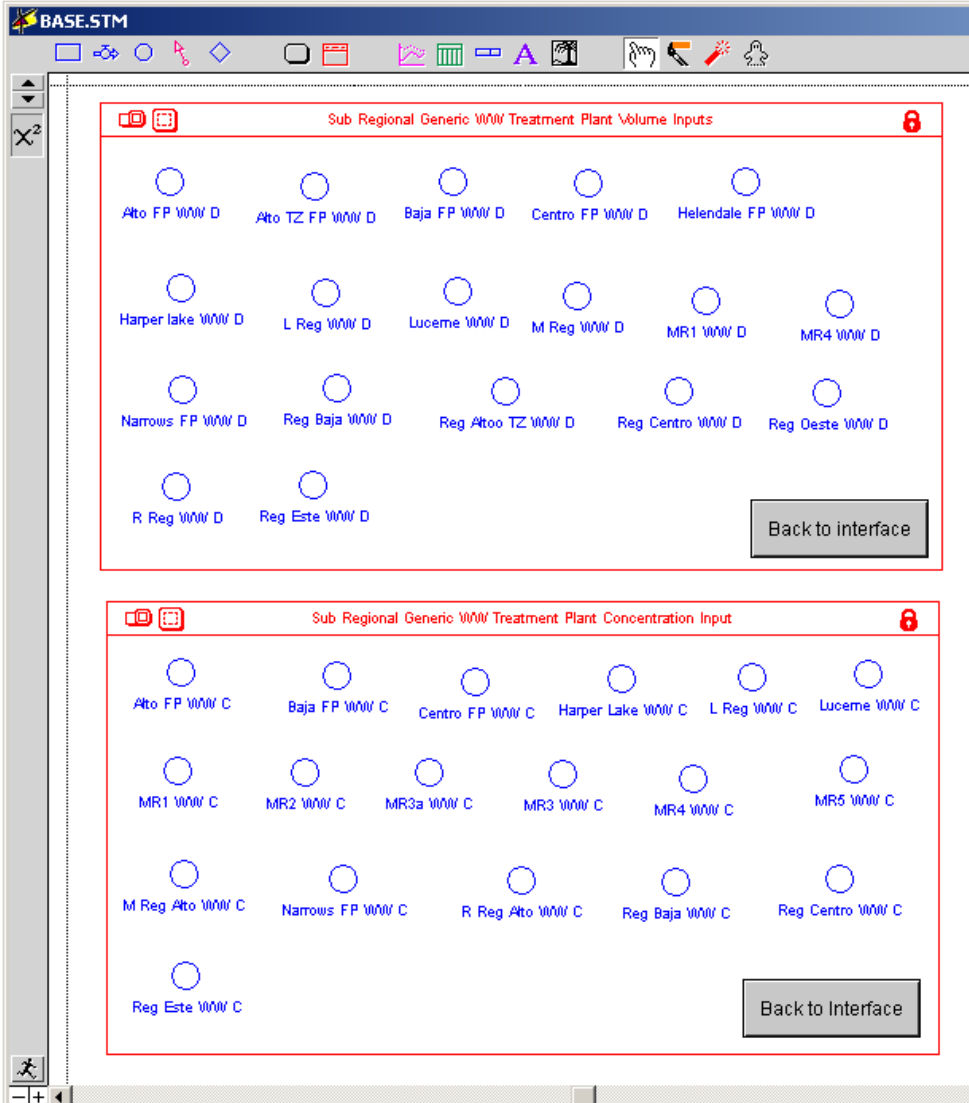 BASE.STM
A
X²
Sub Regional Generic WW Treatment Plant Volume Inputs
Alto FP WW D
Alto TZ FP WW D
Baja FP WW D
Centro FP WW D
Helendale FP WW D
Harper lake WW D
L Reg WW D
Lucerne WW D
M Reg WW D
MR1 WW D
MR4 WW D
Narrows FP WW D
Reg Baja WW D
Reg Altoo TZ WW D
Reg Centro WW D
Reg Oeste WW D
R Reg WW D
Reg Este WW D
Back to interface
Sub Regional Generic WW Treatment Plant Concentration Input
Alto FP WW C
Baja FP WW C
Centro FP WW C
Harper Lake WW C
L Reg WW C
Lucerne WW C
MR1 WW C
MR2 WW C
MR3a WW C
MR3 WW C
MR4 WW C
MR5 WW C
M Reg Alto WW C
Narrows FP WW C
R Reg Alto WW C
Reg Baja WW C
Reg Centro WW C
Reg Este WW C
Back to Interface